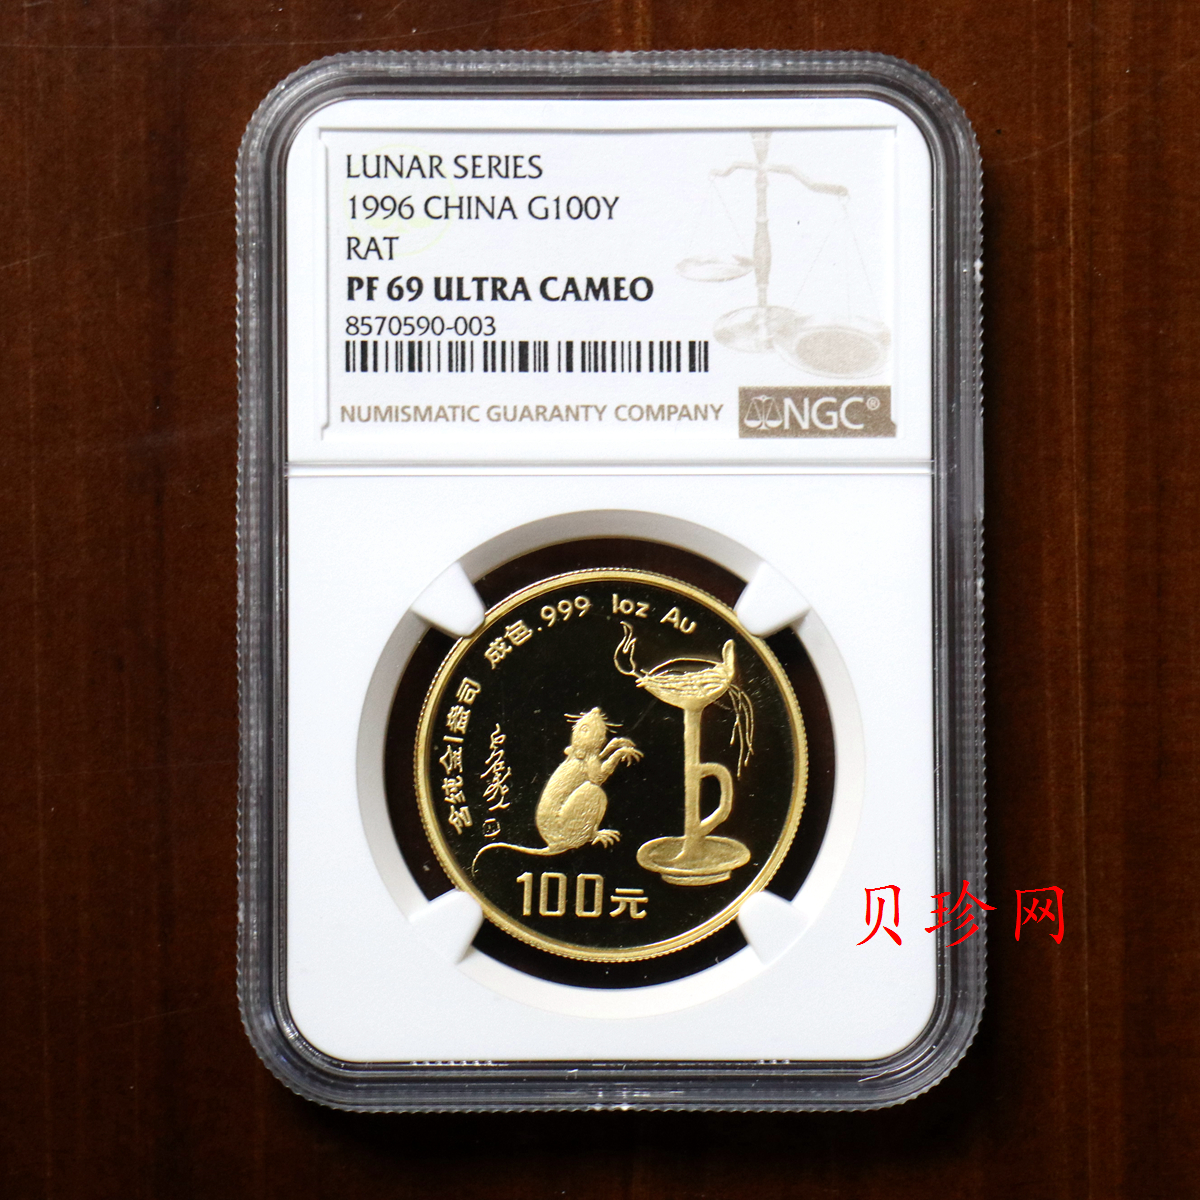 LUNAR SERIES
1996 CHINA G100Y
RAT
PF 69 ULTRA CAMEO
8570590-003
NUMISMATIC GUARANTY COMPANY
NGC®
含纯金1盎司 成色.999 1oz Au
100元
贝珍网